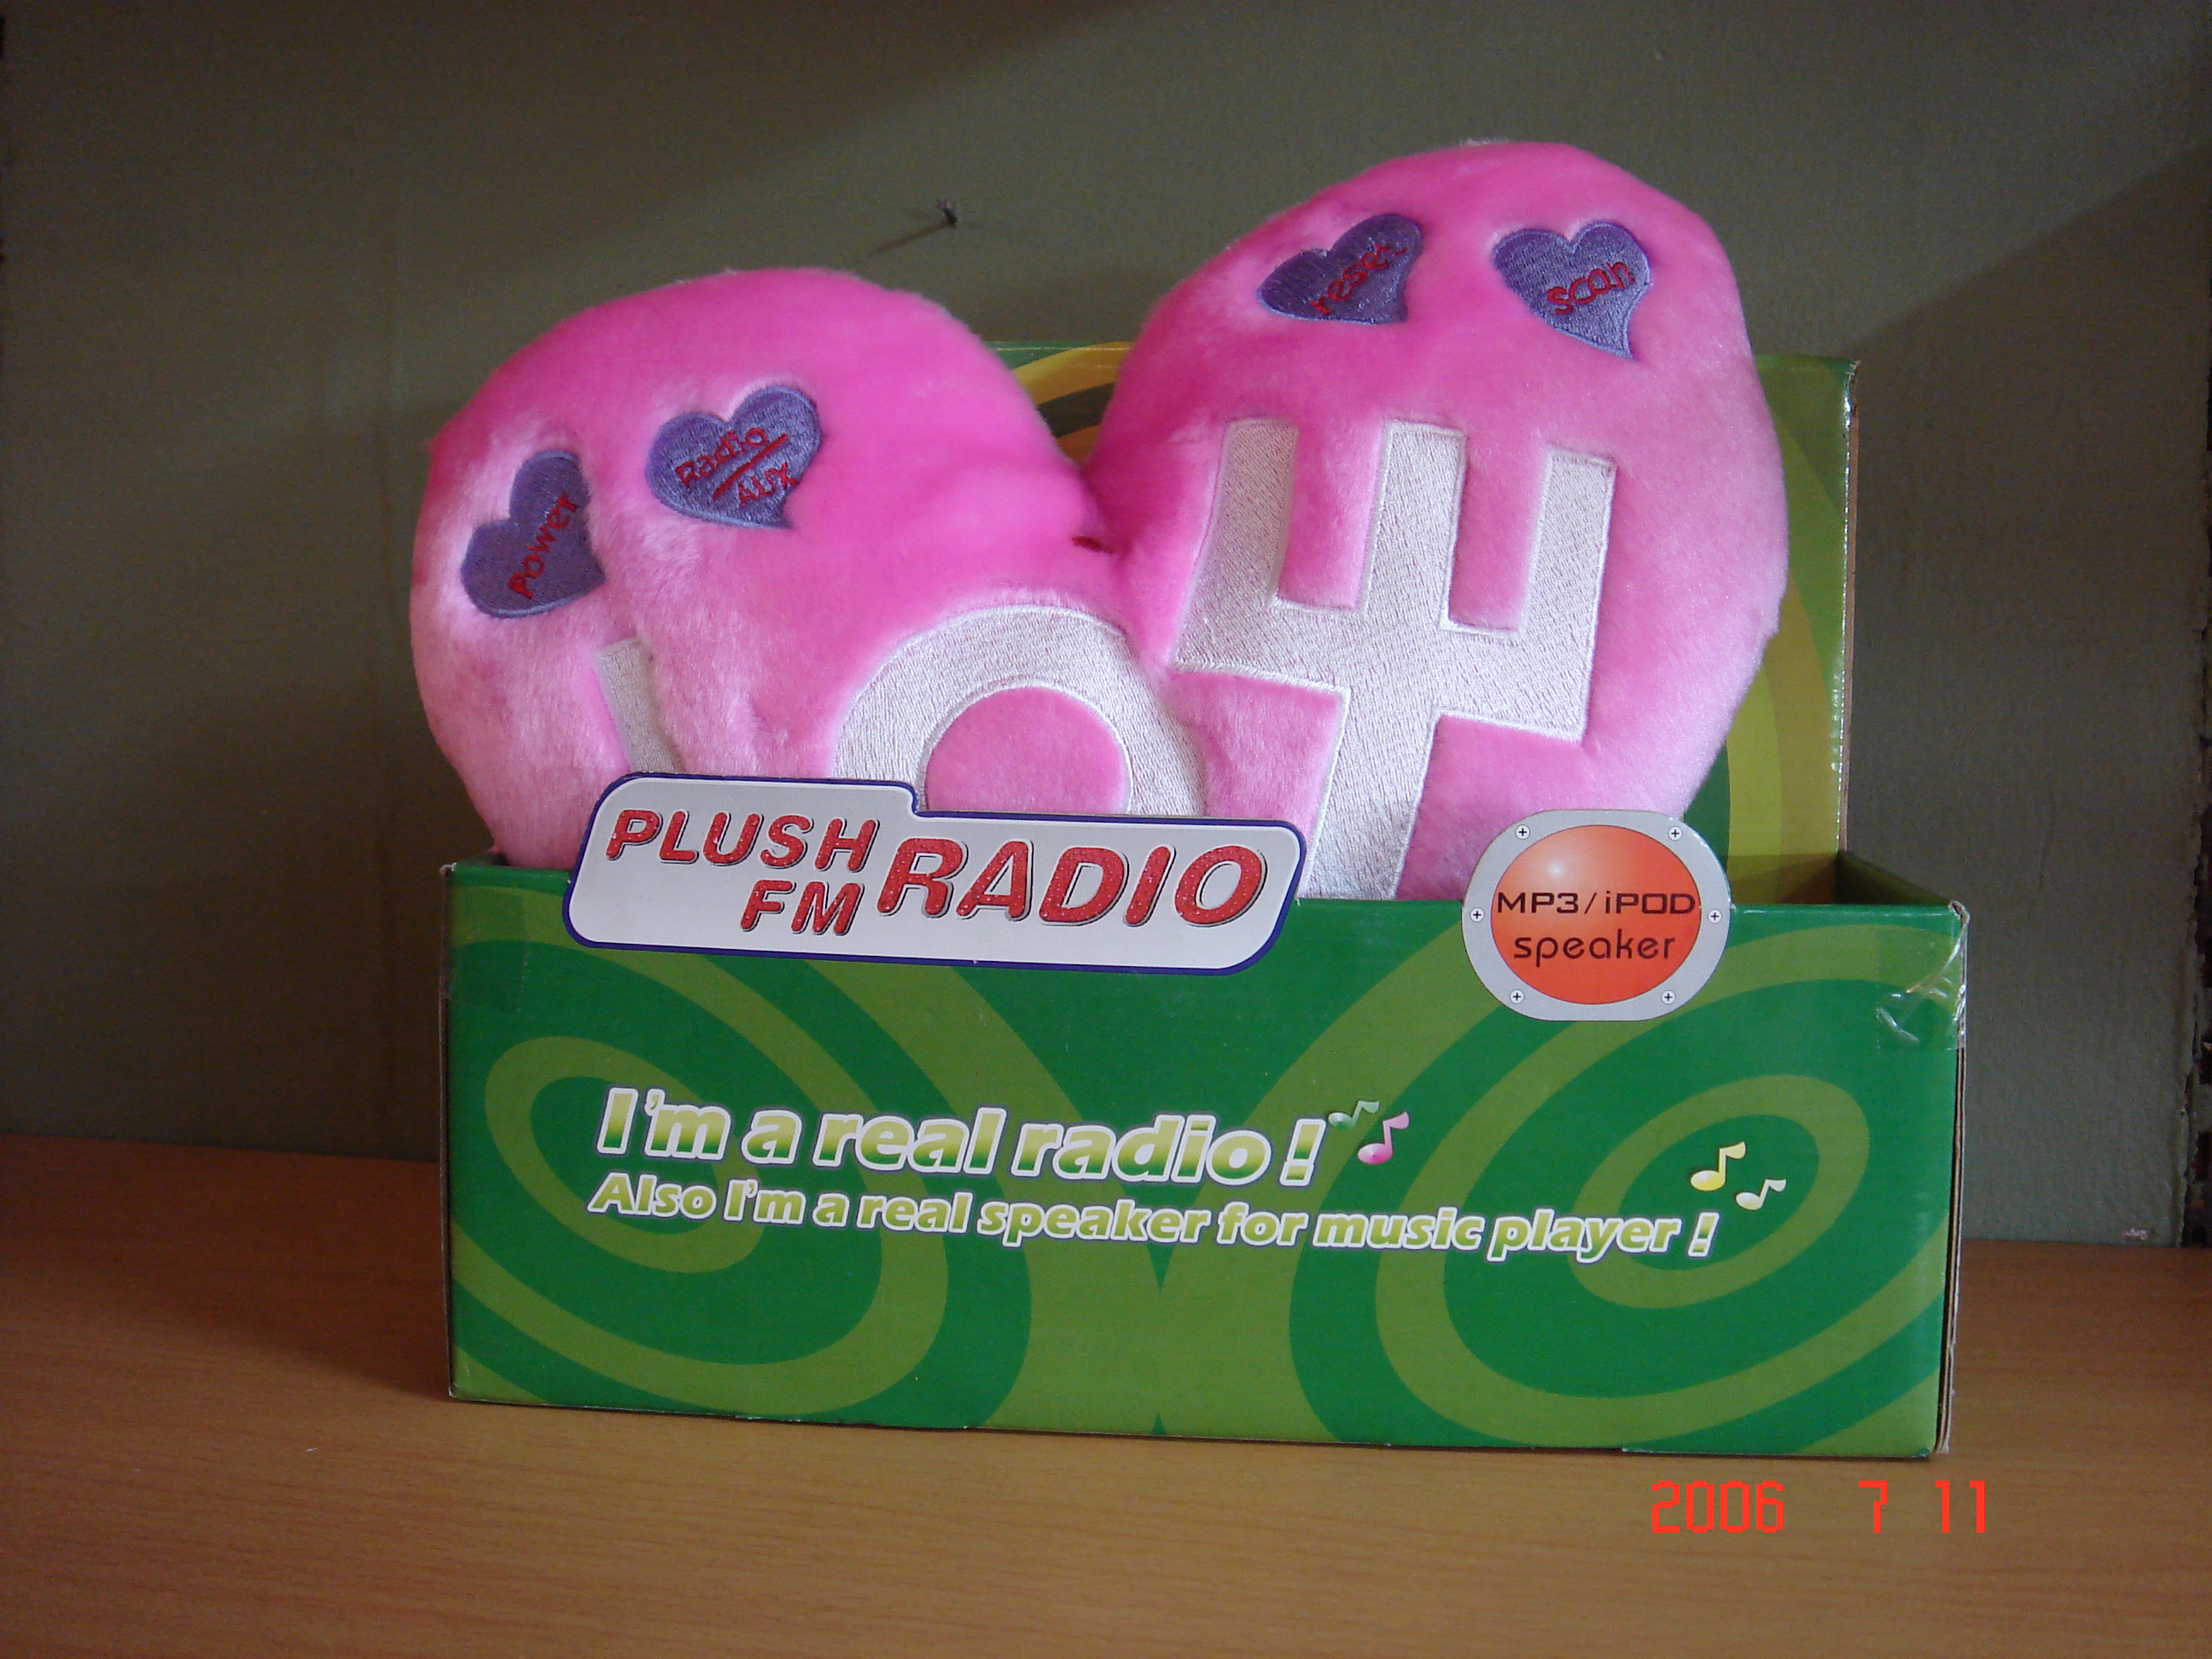 reset
scan
Radio/
AUX
Power
PLUSH
FM RADIO
MP3/iPOD
speaker
I'm a real radio!
Also I'm a real speaker for music player!
2006 7 11